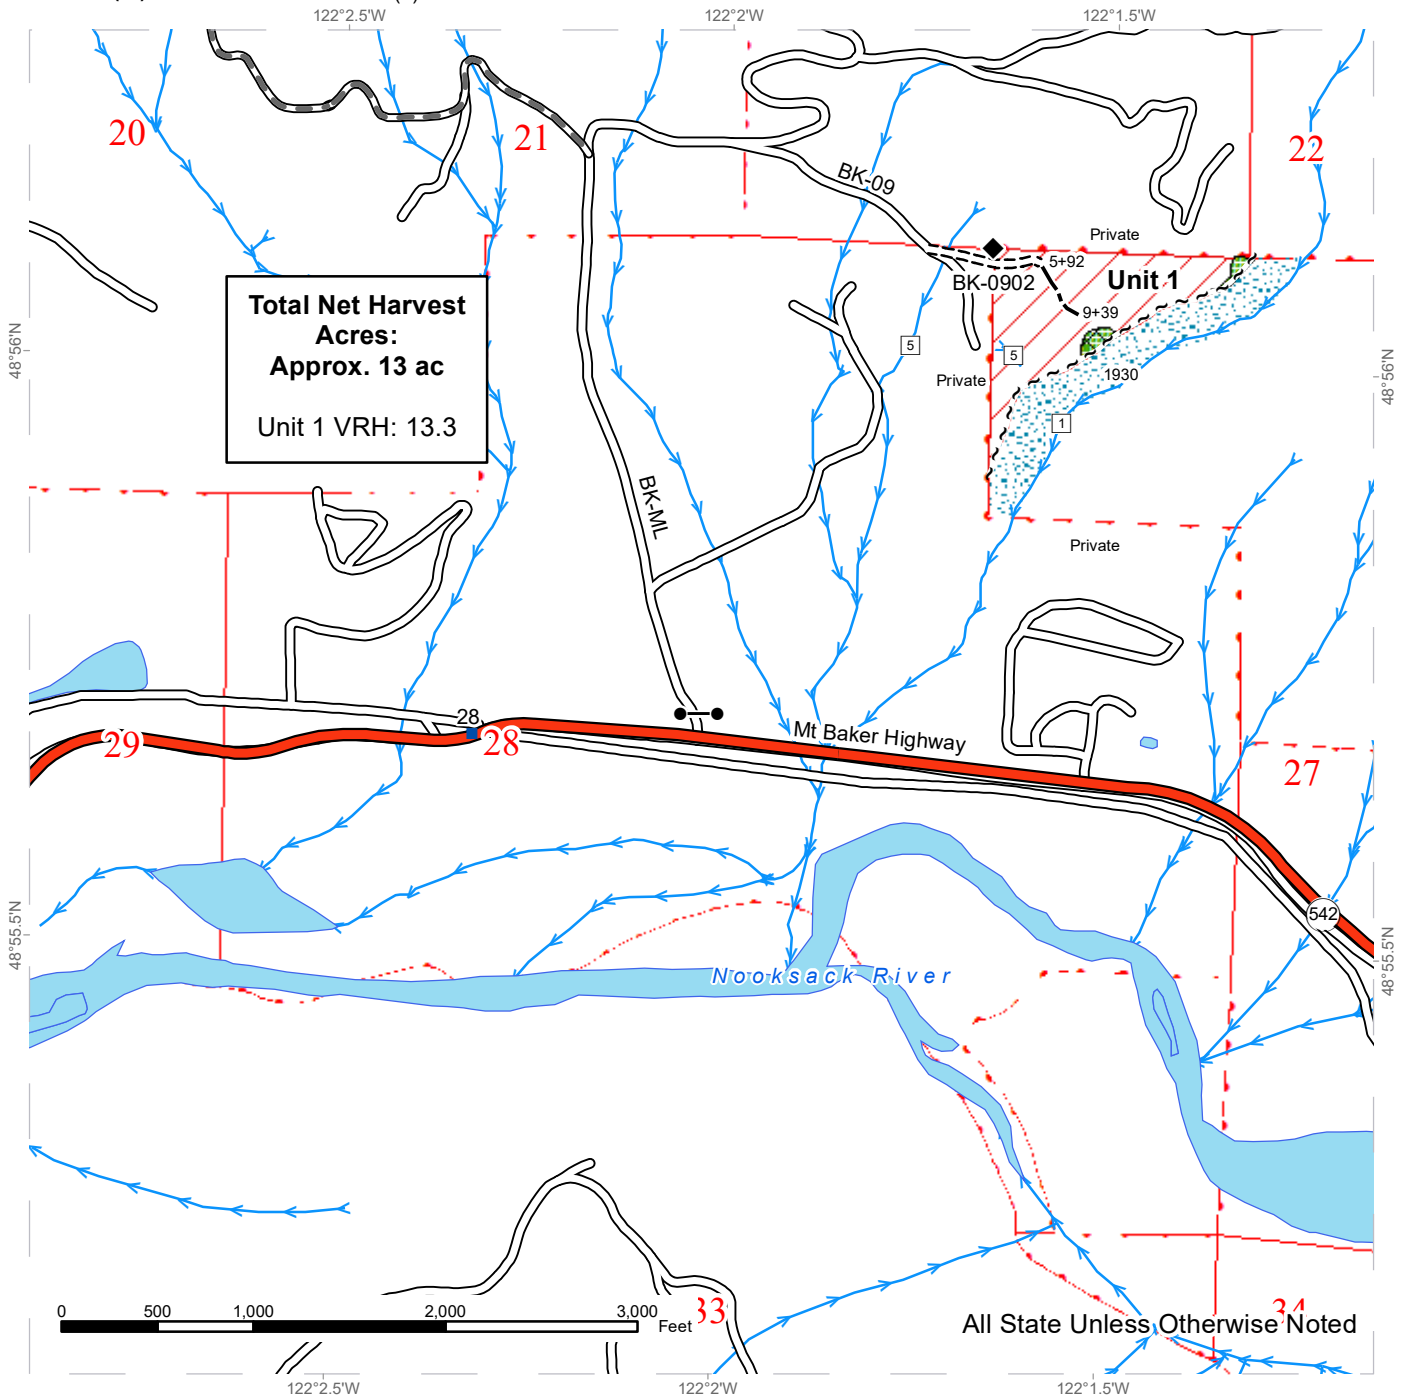 122°2.5'W
122°2'W
122°1.5'W
20
21
22
BK-09
Private
5+92
Unit 1
BK-0902
9+39
Total Net Harvest
Acres:
Approx. 13 ac
Unit 1 VRH: 13.3
48°56'N
48°56'N
5
5
Private
1930
1
BK-ML
Private
28
Mt Baker Highway
29
28
27
542
48°55.5'N
48°55.5'N
Nooksack River
0
500
1,000
2,000
3,000
Feet
33
34
All State Unless Otherwise Noted
122°2.5'W
122°2'W
122°1.5'W